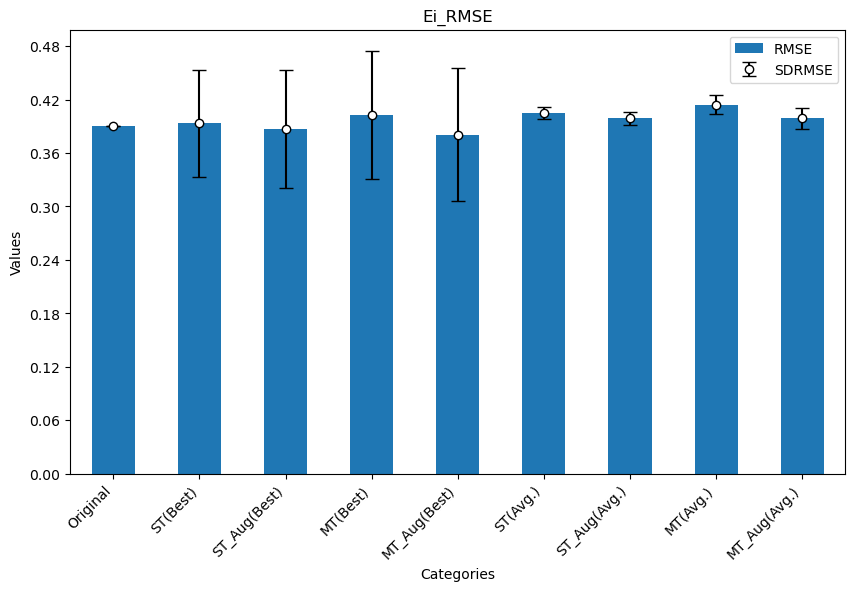 Ei_RMSE
RMSE
SDRMSE
Values
0.48
0.42
0.36
0.30
0.24
0.18
0.12
0.06
0.00
Original
ST(Best)
ST_Aug(Best)
MT(Best)
MT_Aug(Best)
ST(Avg.)
ST_Aug(Avg.)
MT(Avg.)
MT_Aug(Avg.)
Categories